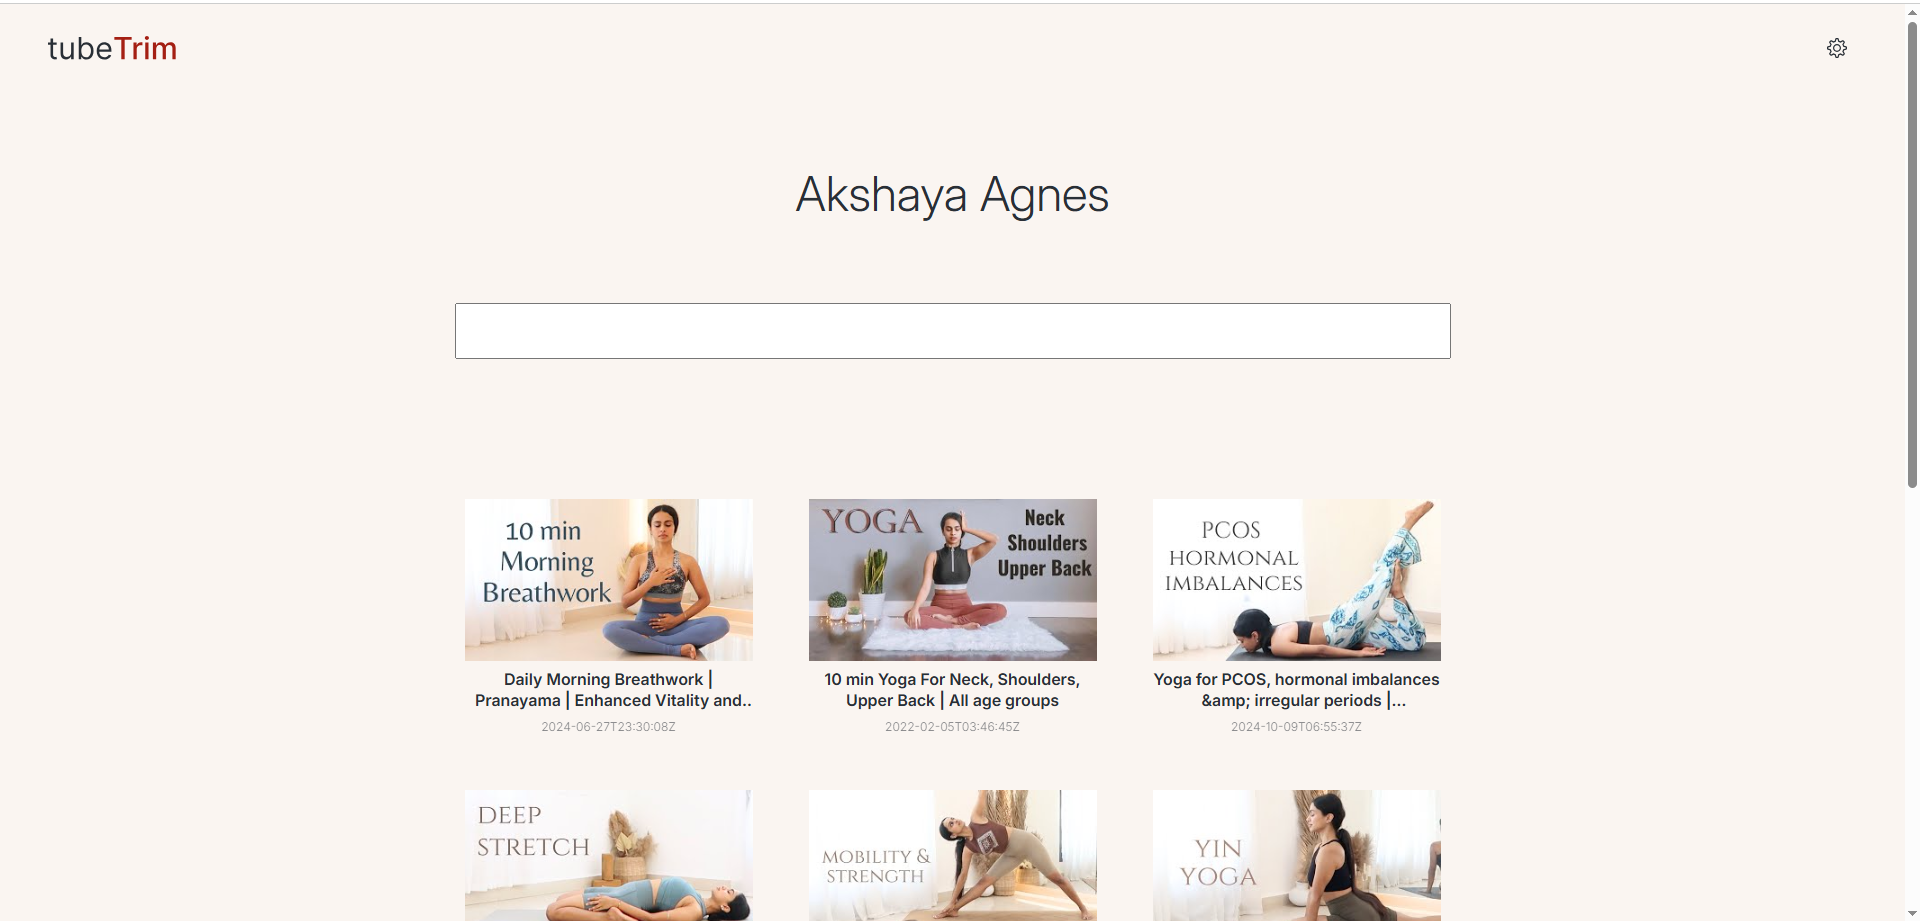 tubeTrim
Akshaya Agnes
10 min
Morning
Breathwork
YOGA
Neck
Shoulders
Upper Back
PCOS
HORMONAL
IMBALANCES
Daily Morning Breathwork |
Pranayama | Enhanced Vitality and..
2024-06-27T23:30:08Z
10 min Yoga For Neck, Shoulders,
Upper Back | All age groups
2022-02-05T03:46:45Z
Yoga for PCOS, hormonal imbalances
&amp; irregular periods |...
2024-10-09T06:55:37Z
DEEP
STRETCH
MOBILITY &
STRENGTH
YIN
YOGA